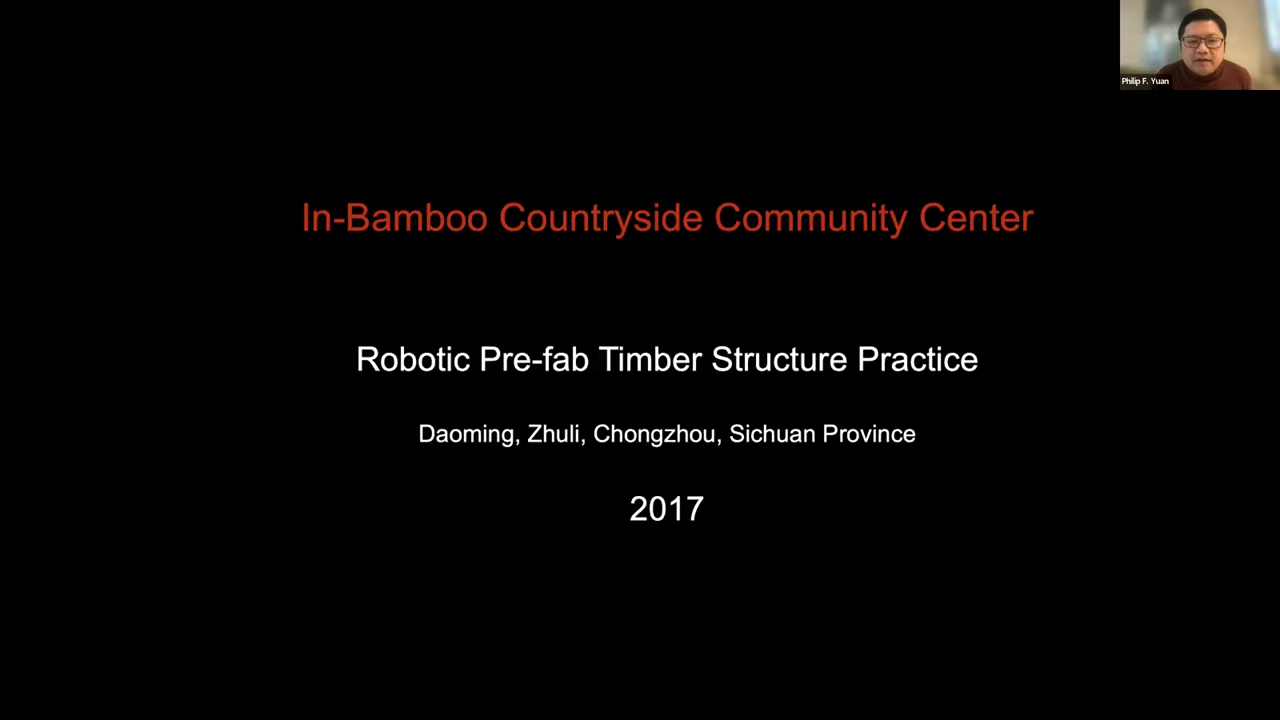 Philip F. Yuan
In-Bamboo Countryside Community Center
Robotic Pre-fab Timber Structure Practice
Daoming, Zhuli, Chongzhou, Sichuan Province
2017